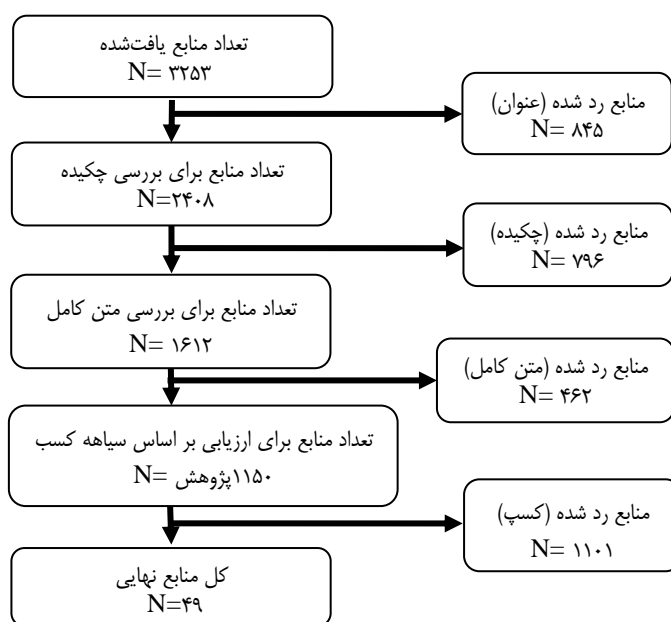 تعداد منابع یافت‌شده
N= ۳۲۵۳
منابع رد شده (عنوان)
N= ۸۴۵
تعداد منابع برای بررسی چکیده
N=۲۴۰۸
منابع رد شده (چکیده)
N= ۷۹۶
تعداد منابع برای بررسی متن کامل
N= ۱۶۱۲
منابع رد شده (متن کامل)
N= ۴۶۲
تعداد منابع برای ارزیابی بر اساس سیاهه کسب
N= پژوهش۱۱۵۰
منابع رد شده (کسپ)
N= ۱۱۰۱
کل منابع نهایی
N=۴۹